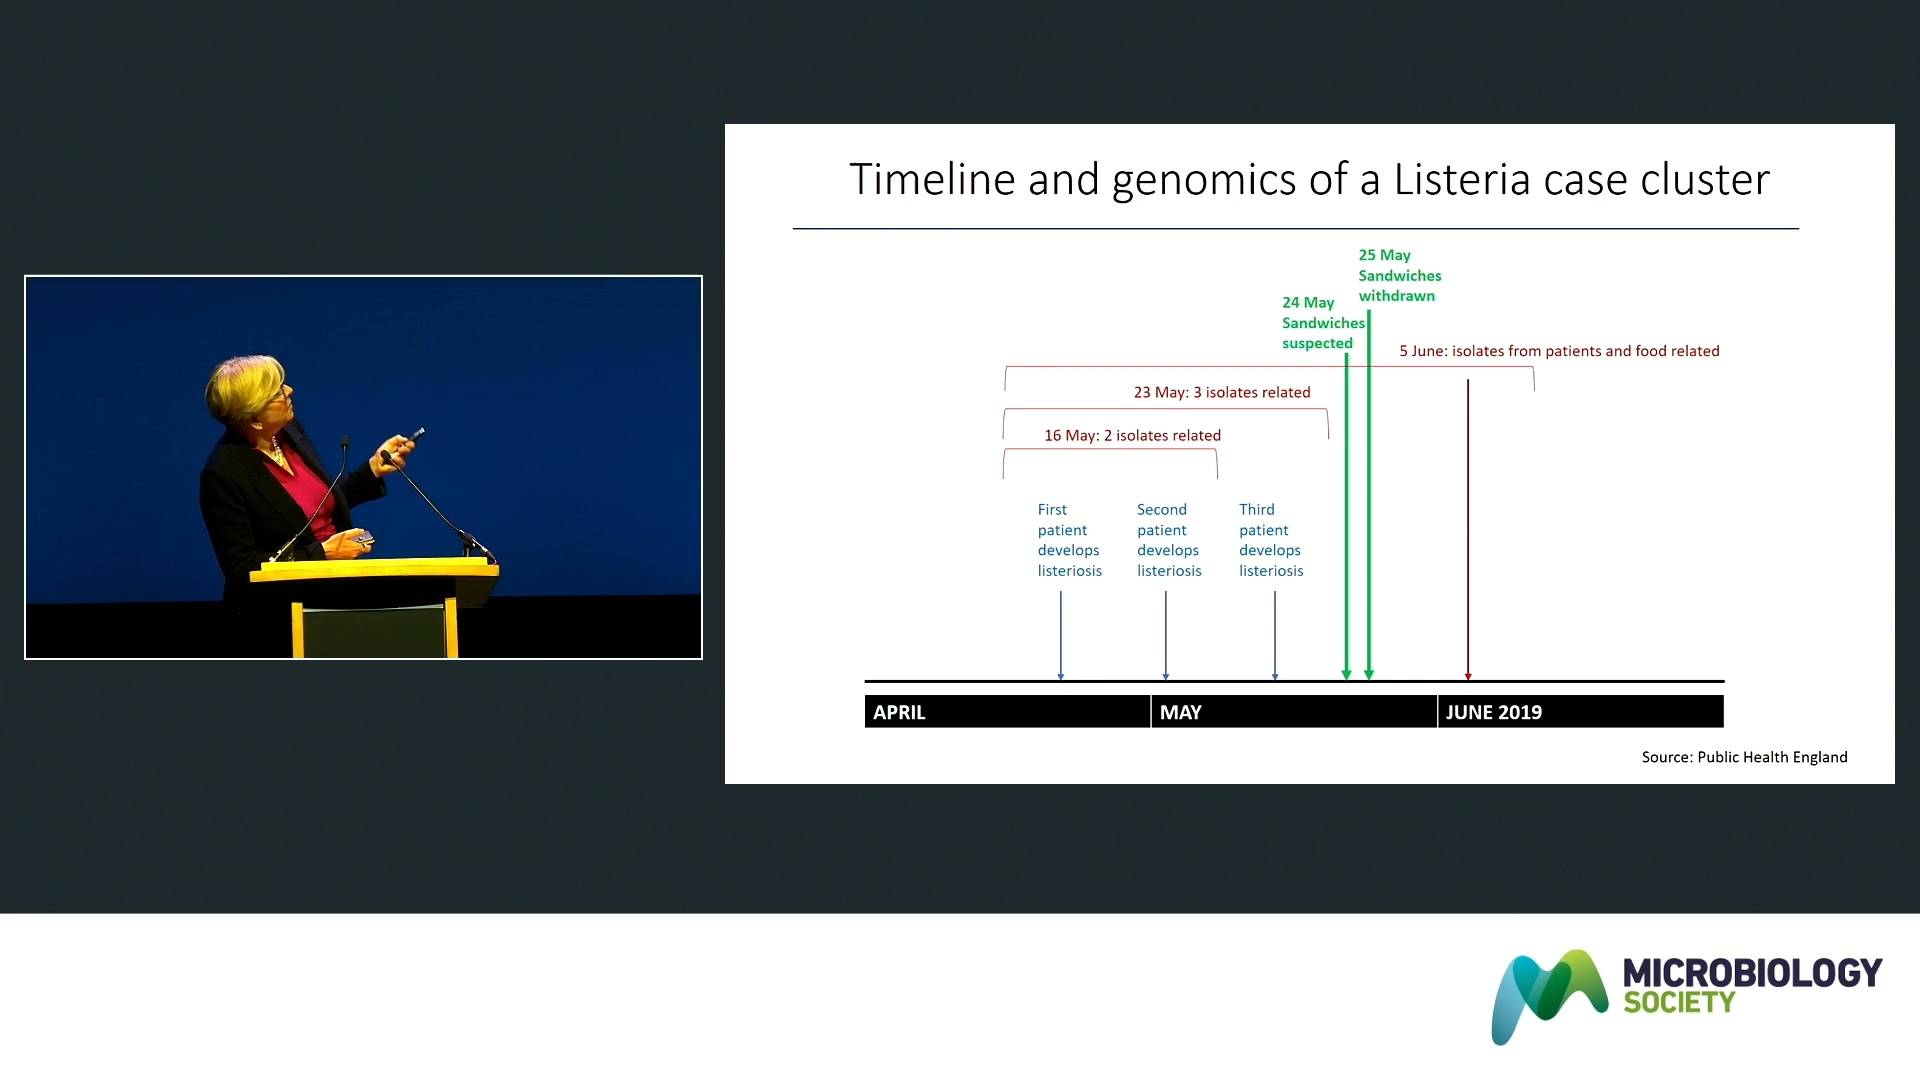 Timeline and genomics of a Listeria case cluster
25 May
Sandwiches
withdrawn
24 May
Sandwiches
suspected
5 June: isolates from patients and food related
23 May: 3 isolates related
16 May: 2 isolates related
First
patient
develops
listeriosis
Second
patient
develops
listeriosis
Third
patient
develops
listeriosis
APRIL
MAY
JUNE 2019
Source: Public Health England
MICROBIOLOGY
SOCIETY